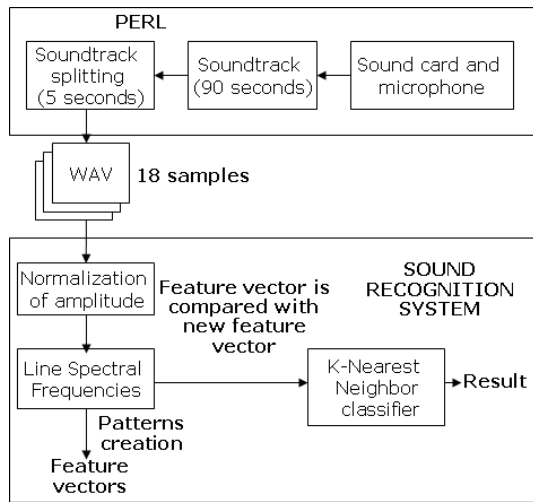 PERL
Soundtrack
splitting
(5 seconds)
Soundtrack
(90 seconds)
Sound card and
microphone
WAV
18 samples
Normalization
of amplitude
Feature vector is
compared with
new feature
vector
SOUND
RECOGNITION
SYSTEM
Line Spectral
Frequencies
K-Nearest
Neighbor
classifier
Result
Patterns
creation
Feature
vectors